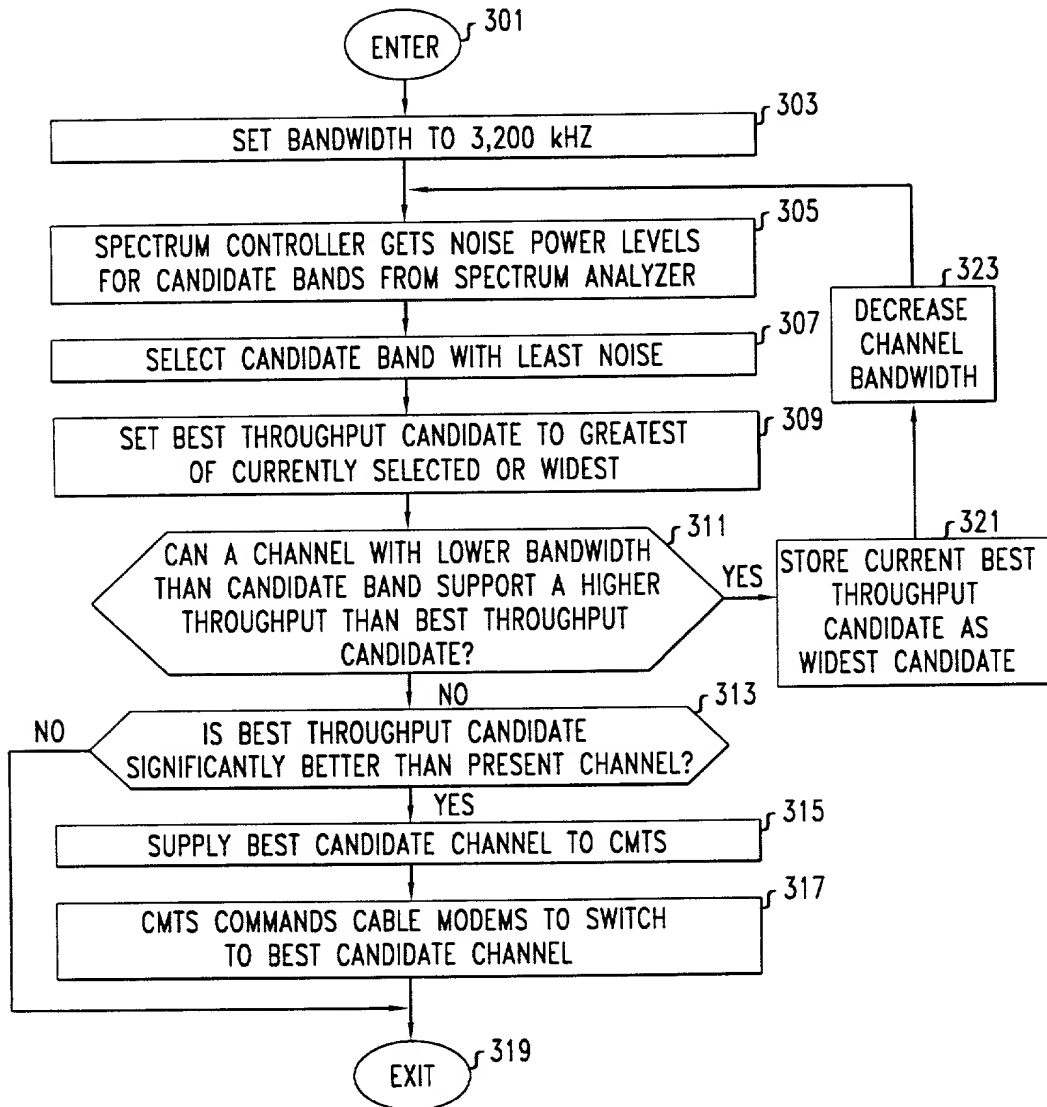 ENTER
301
303
SET BANDWIDTH TO 3,200 kHZ
305
SPECTRUM CONTROLLER GETS NOISE POWER LEVELS
FOR CANDIDATE BANDS FROM SPECTRUM ANALYZER
323
DECREASE
CHANNEL
BANDWIDTH
307
SELECT CANDIDATE BAND WITH LEAST NOISE
309
SET BEST THROUGHPUT CANDIDATE TO GREATEST
OF CURRENTLY SELECTED OR WIDEST
311
CAN A CHANNEL WITH LOWER BANDWIDTH
THAN CANDIDATE BAND SUPPORT A HIGHER
THROUGHPUT THAN BEST THROUGHPUT
CANDIDATE?
YES
321
STORE CURRENT BEST
THROUGHPUT
CANDIDATE AS
WIDEST CANDIDATE
NO
313
NO
IS BEST THROUGHPUT CANDIDATE
SIGNIFICANTLY BETTER THAN PRESENT CHANNEL?
YES
315
SUPPLY BEST CANDIDATE CHANNEL TO CMTS
317
CMTS COMMANDS CABLE MODEMS TO SWITCH
TO BEST CANDIDATE CHANNEL
319
EXIT